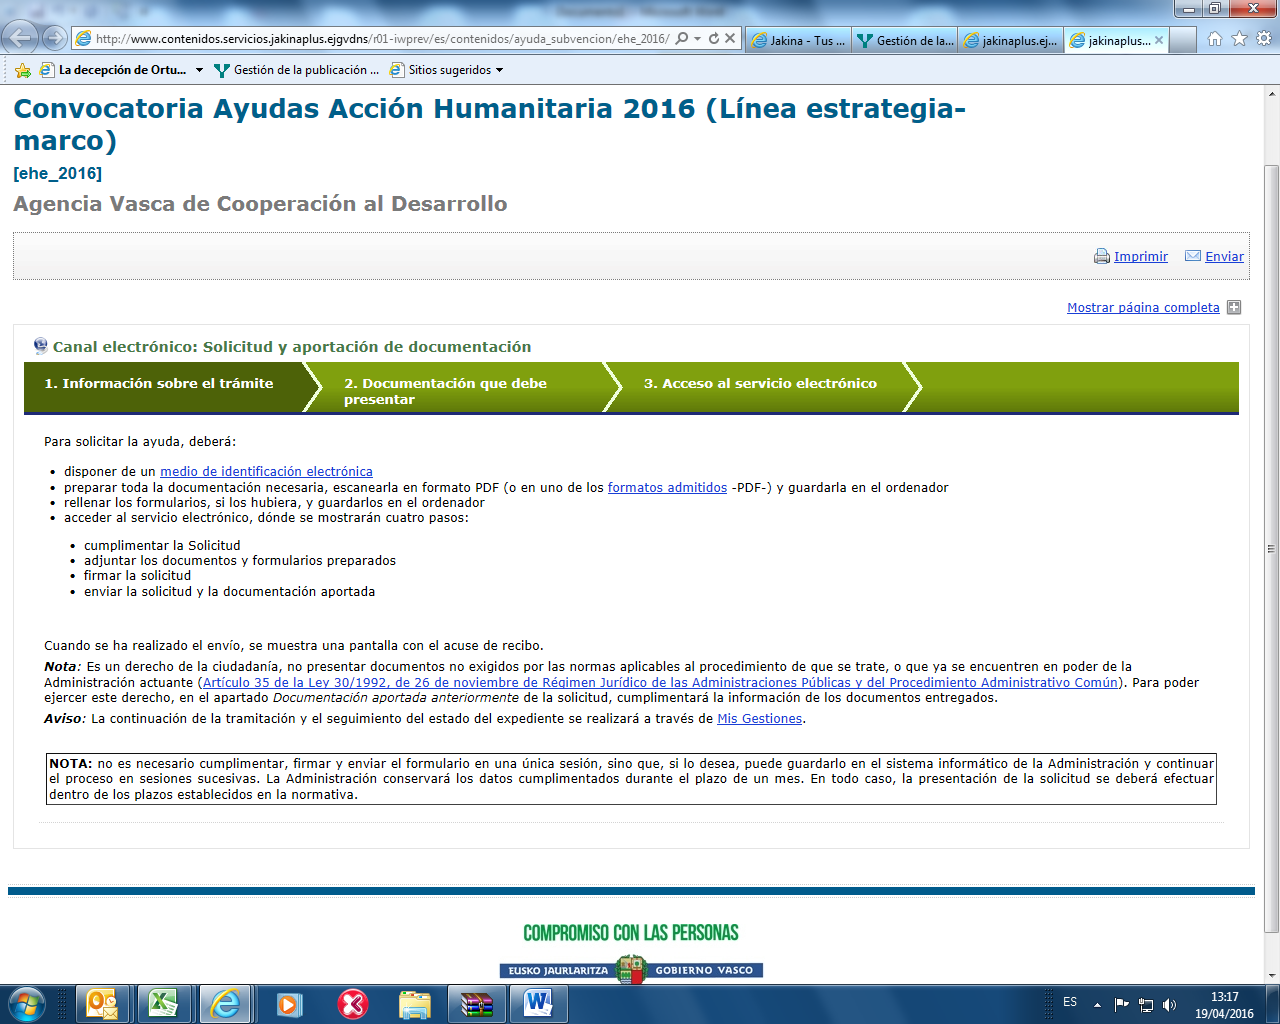 http://www.contenidos.servicios.jakinaplus.ejgvdns/r01-iwprev/es/contenidos/ayuda_subvencion/ehe_2016/
Jakina - Tus ...
Gestión de la...
jakinaplus.ej...
jakinaplus...
La decepción de Ortu...
Gestión de la publicación ...
Sitios sugeridos
Convocatoria Ayudas Acción Humanitaria 2016 (Línea estrategia-
marco)
[ehe_2016]
Agencia Vasca de Cooperación al Desarrollo
Imprimir
Enviar
Mostrar página completa
Canal electrónico: Solicitud y aportación de documentación
1. Información sobre el trámite
2. Documentación que debe
presentar
3. Acceso al servicio electrónico
Para solicitar la ayuda, deberá:
• disponer de un medio de identificación electrónica
• preparar toda la documentación necesaria, escanearla en formato PDF (o en uno de los formatos admitidos -PDF-) y guardarla en el ordenador
• rellenar los formularios, si los hubiera, y guardarlos en el ordenador
• acceder al servicio electrónico, dónde se mostrarán cuatro pasos:
• cumplimentar la Solicitud
• adjuntar los documentos y formularios preparados
• firmar la solicitud
• enviar la solicitud y la documentación aportada
Cuando se ha realizado el envío, se muestra una pantalla con el acuse de recibo.
Nota: Es un derecho de la ciudadanía, no presentar documentos no exigidos por las normas aplicables al procedimiento de que se trate, o que ya se encuentren en poder de la
Administración actuante (Artículo 35 de la Ley 30/1992, de 26 de noviembre de Régimen Jurídico de las Administraciones Públicas y del Procedimiento Administrativo Común). Para poder
ejercer este derecho, en el apartado Documentación aportada anteriormente de la solicitud, cumplimentará la información de los documentos entregados.
Aviso: La continuación de la tramitación y el seguimiento del estado del expediente se realizará a través de Mis Gestiones.
NOTA: no es necesario cumplimentar, firmar y enviar el formulario en una única sesión, sino que, si lo desea, puede guardarlo en el sistema informático de la Administración y continuar
el proceso en sesiones sucesivas. La Administración conservará los datos cumplimentados durante el plazo de un mes. En todo caso, la presentación de la solicitud se deberá efectuar
dentro de los plazos establecidos en la normativa.
COMPROMISO CON LAS PERSONAS
EUSKO JAURLARITZA
GOBIERNO VASCO
ES
13:17
19/04/2016